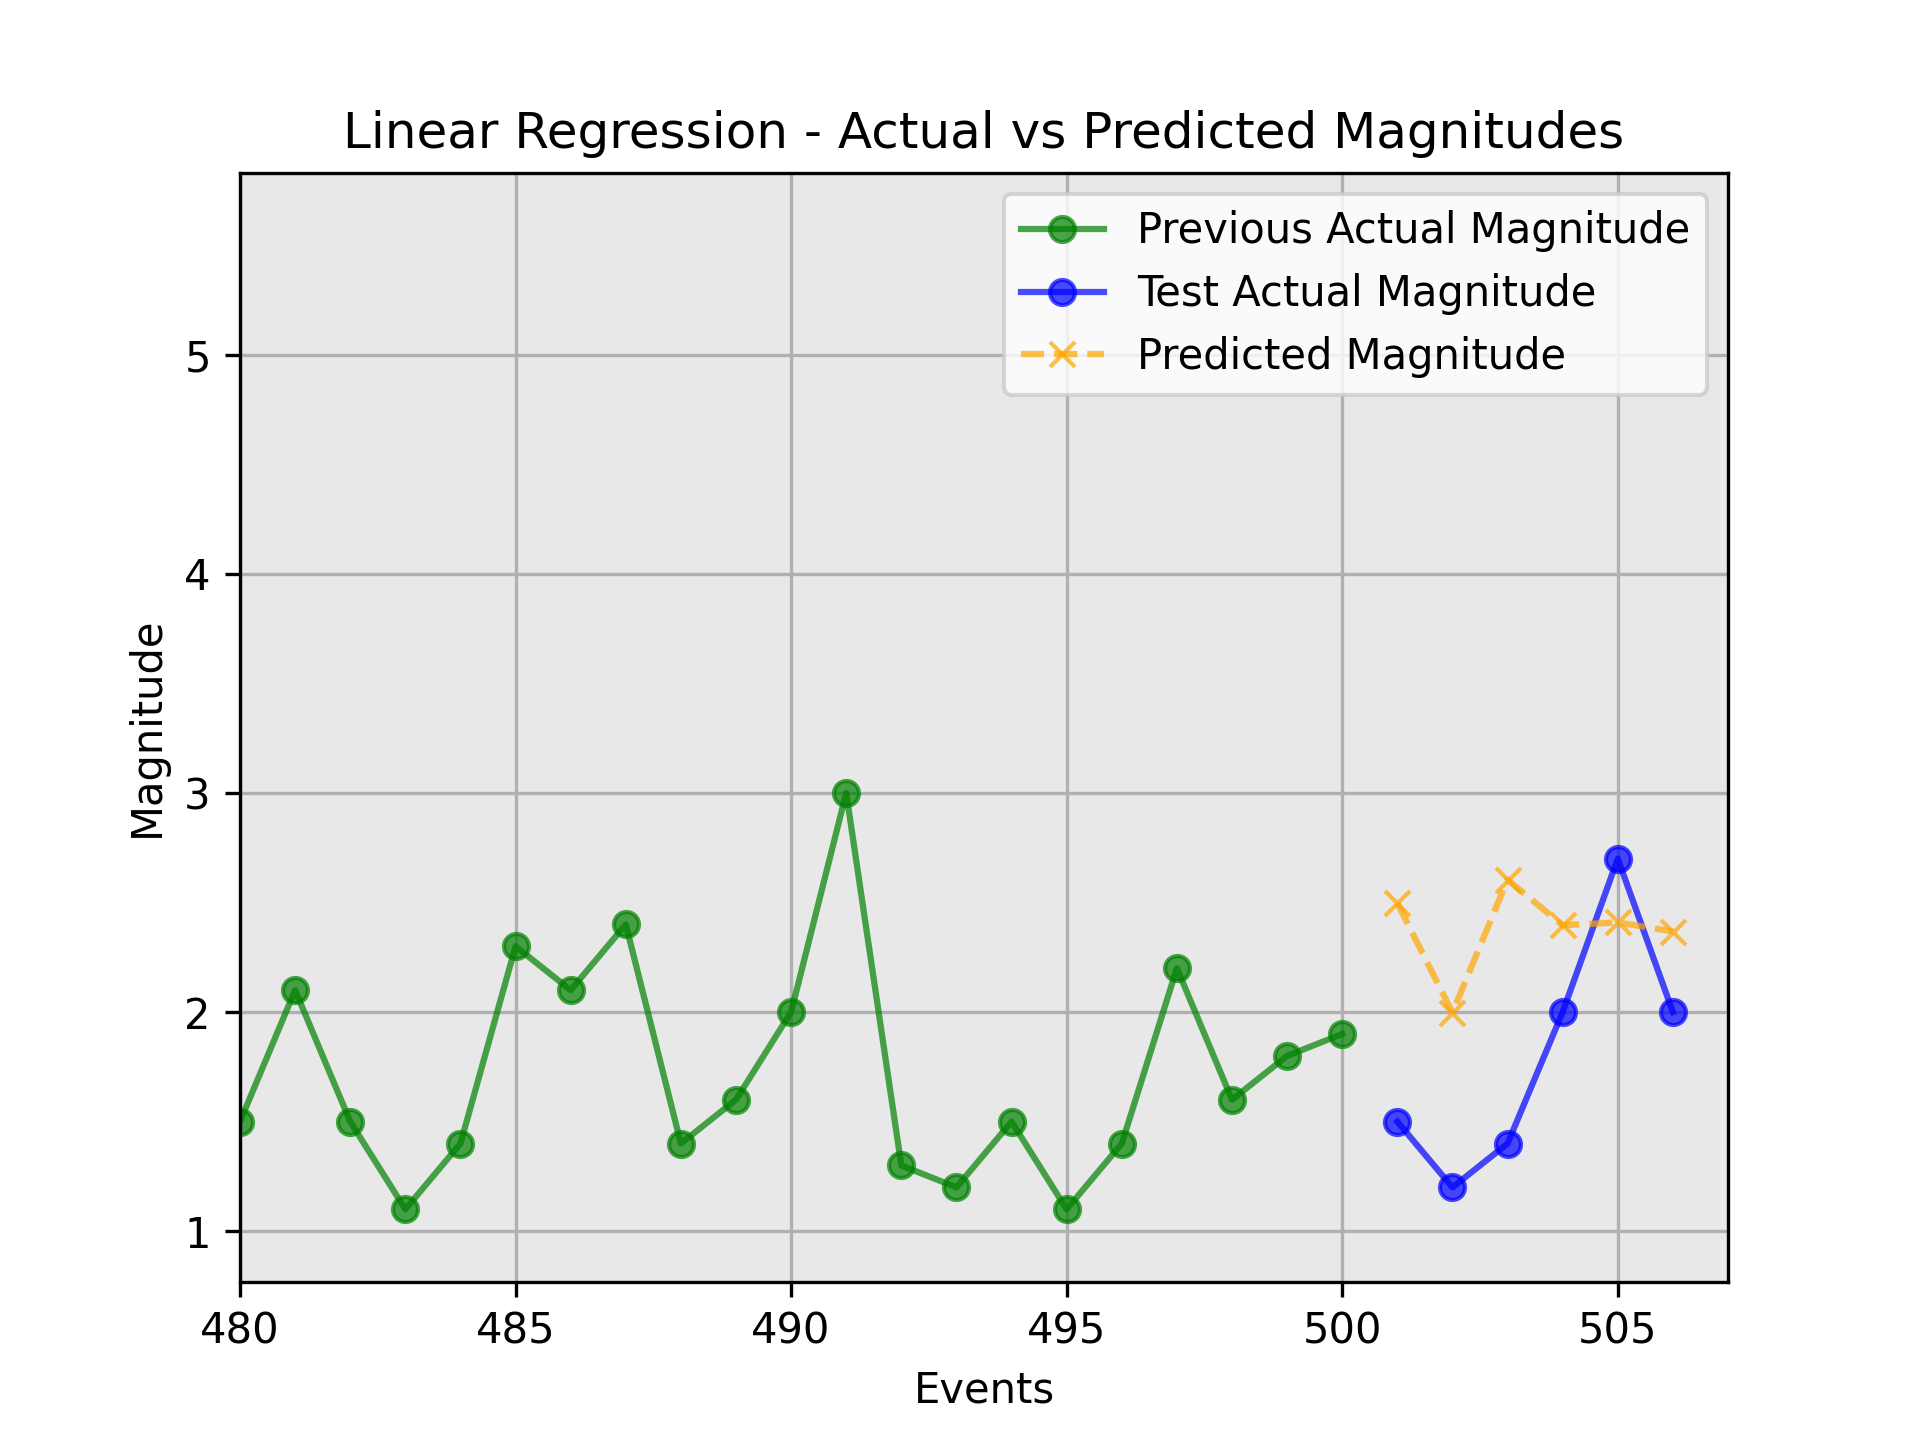 Linear Regression - Actual vs Predicted Magnitudes
Previous Actual Magnitude
Test Actual Magnitude
Predicted Magnitude
Magnitude
5
4
3
2
1
480 485 490 495 500 505
Events